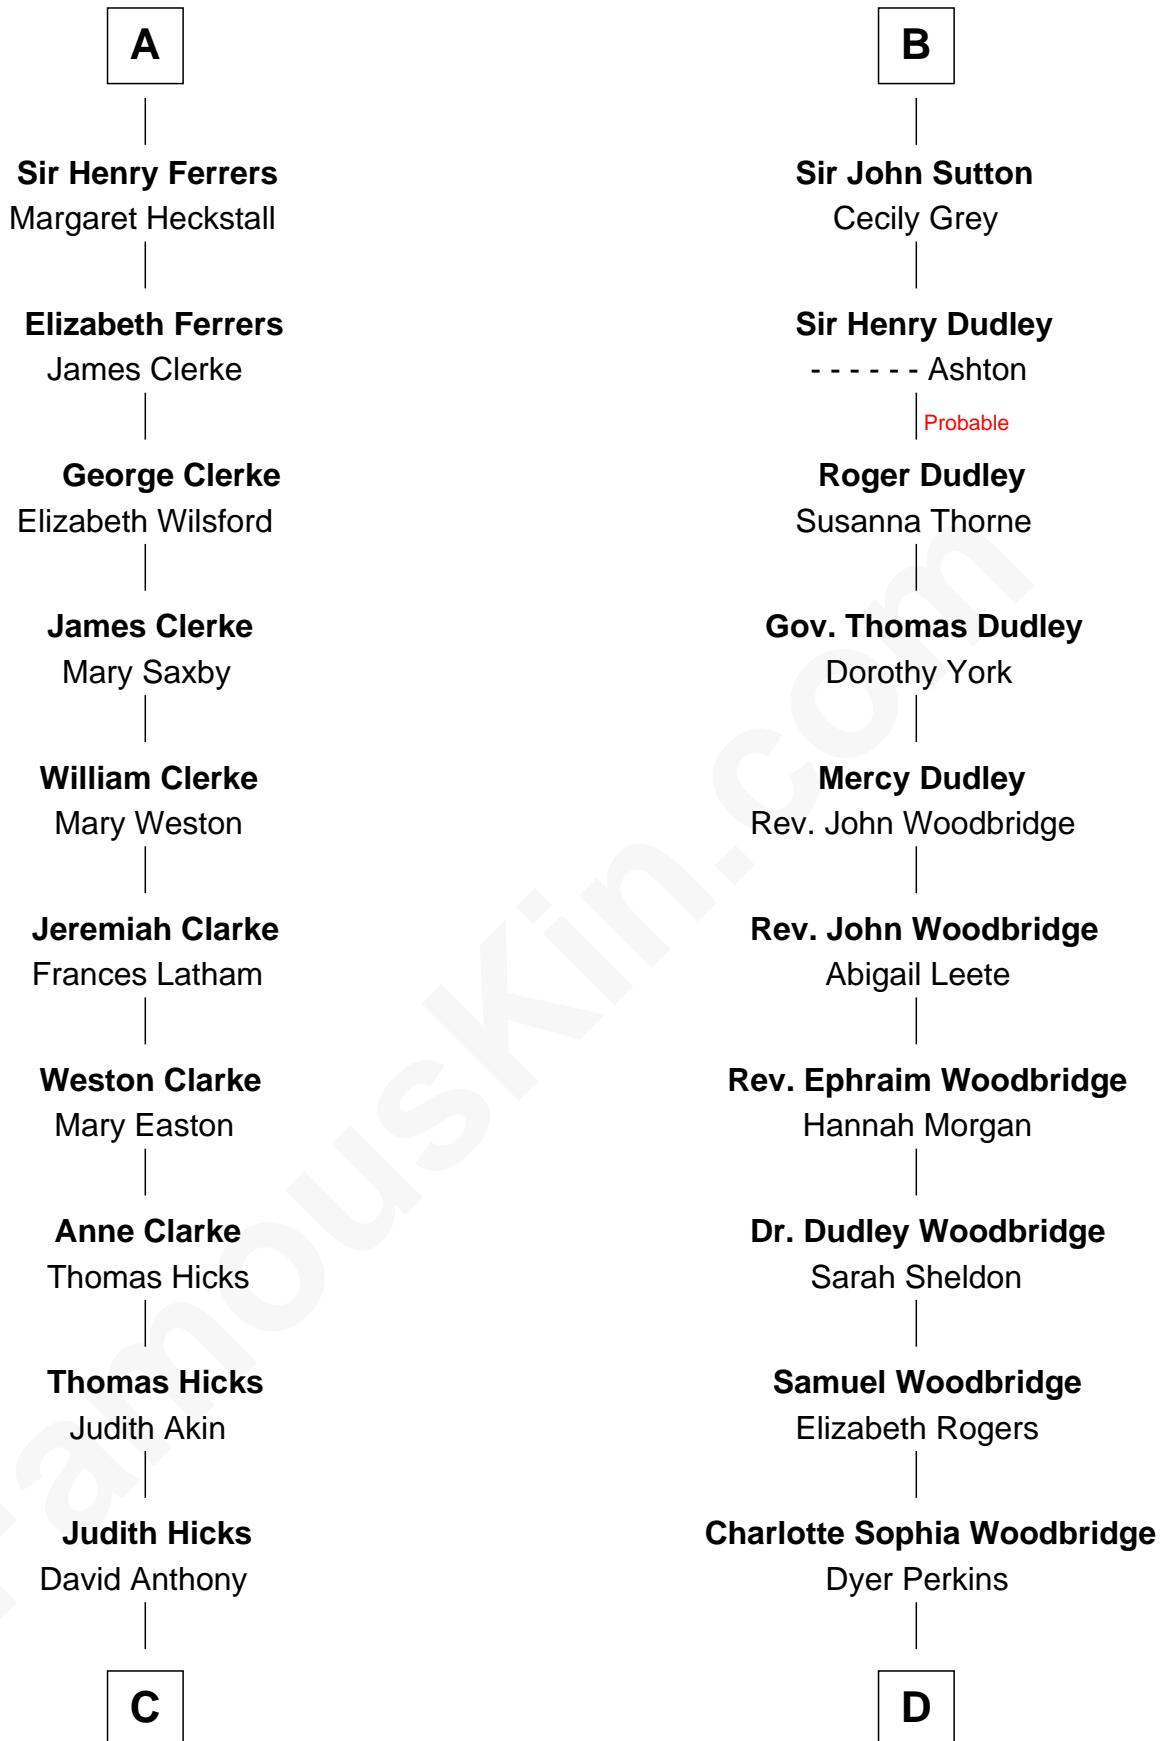 A
Sir Henry Ferrers
Margaret Heckstall
Elizabeth Ferrers
James Clerke
George Clerke
Elizabeth Wilsford
James Clerke
Mary Saxby
William Clerke
Mary Weston
Jeremiah Clarke
Frances Latham
Weston Clarke
Mary Easton
Anne Clarke
Thomas Hicks
Thomas Hicks
Judith Akin
Judith Hicks
David Anthony
C
B
Sir John Sutton
Cecily Grey
Sir Henry Dudley
- - - - - - Ashton
Probable
Roger Dudley
Susanna Thorne
Gov. Thomas Dudley
Dorothy York
Mercy Dudley
Rev. John Woodbridge
Rev. John Woodbridge
Abigail Leete
Rev. Ephraim Woodbridge
Hannah Morgan
Dr. Dudley Woodbridge
Sarah Sheldon
Samuel Woodbridge
Elizabeth Rogers
Charlotte Sophia Woodbridge
Dyer Perkins
D
FamousKin.com